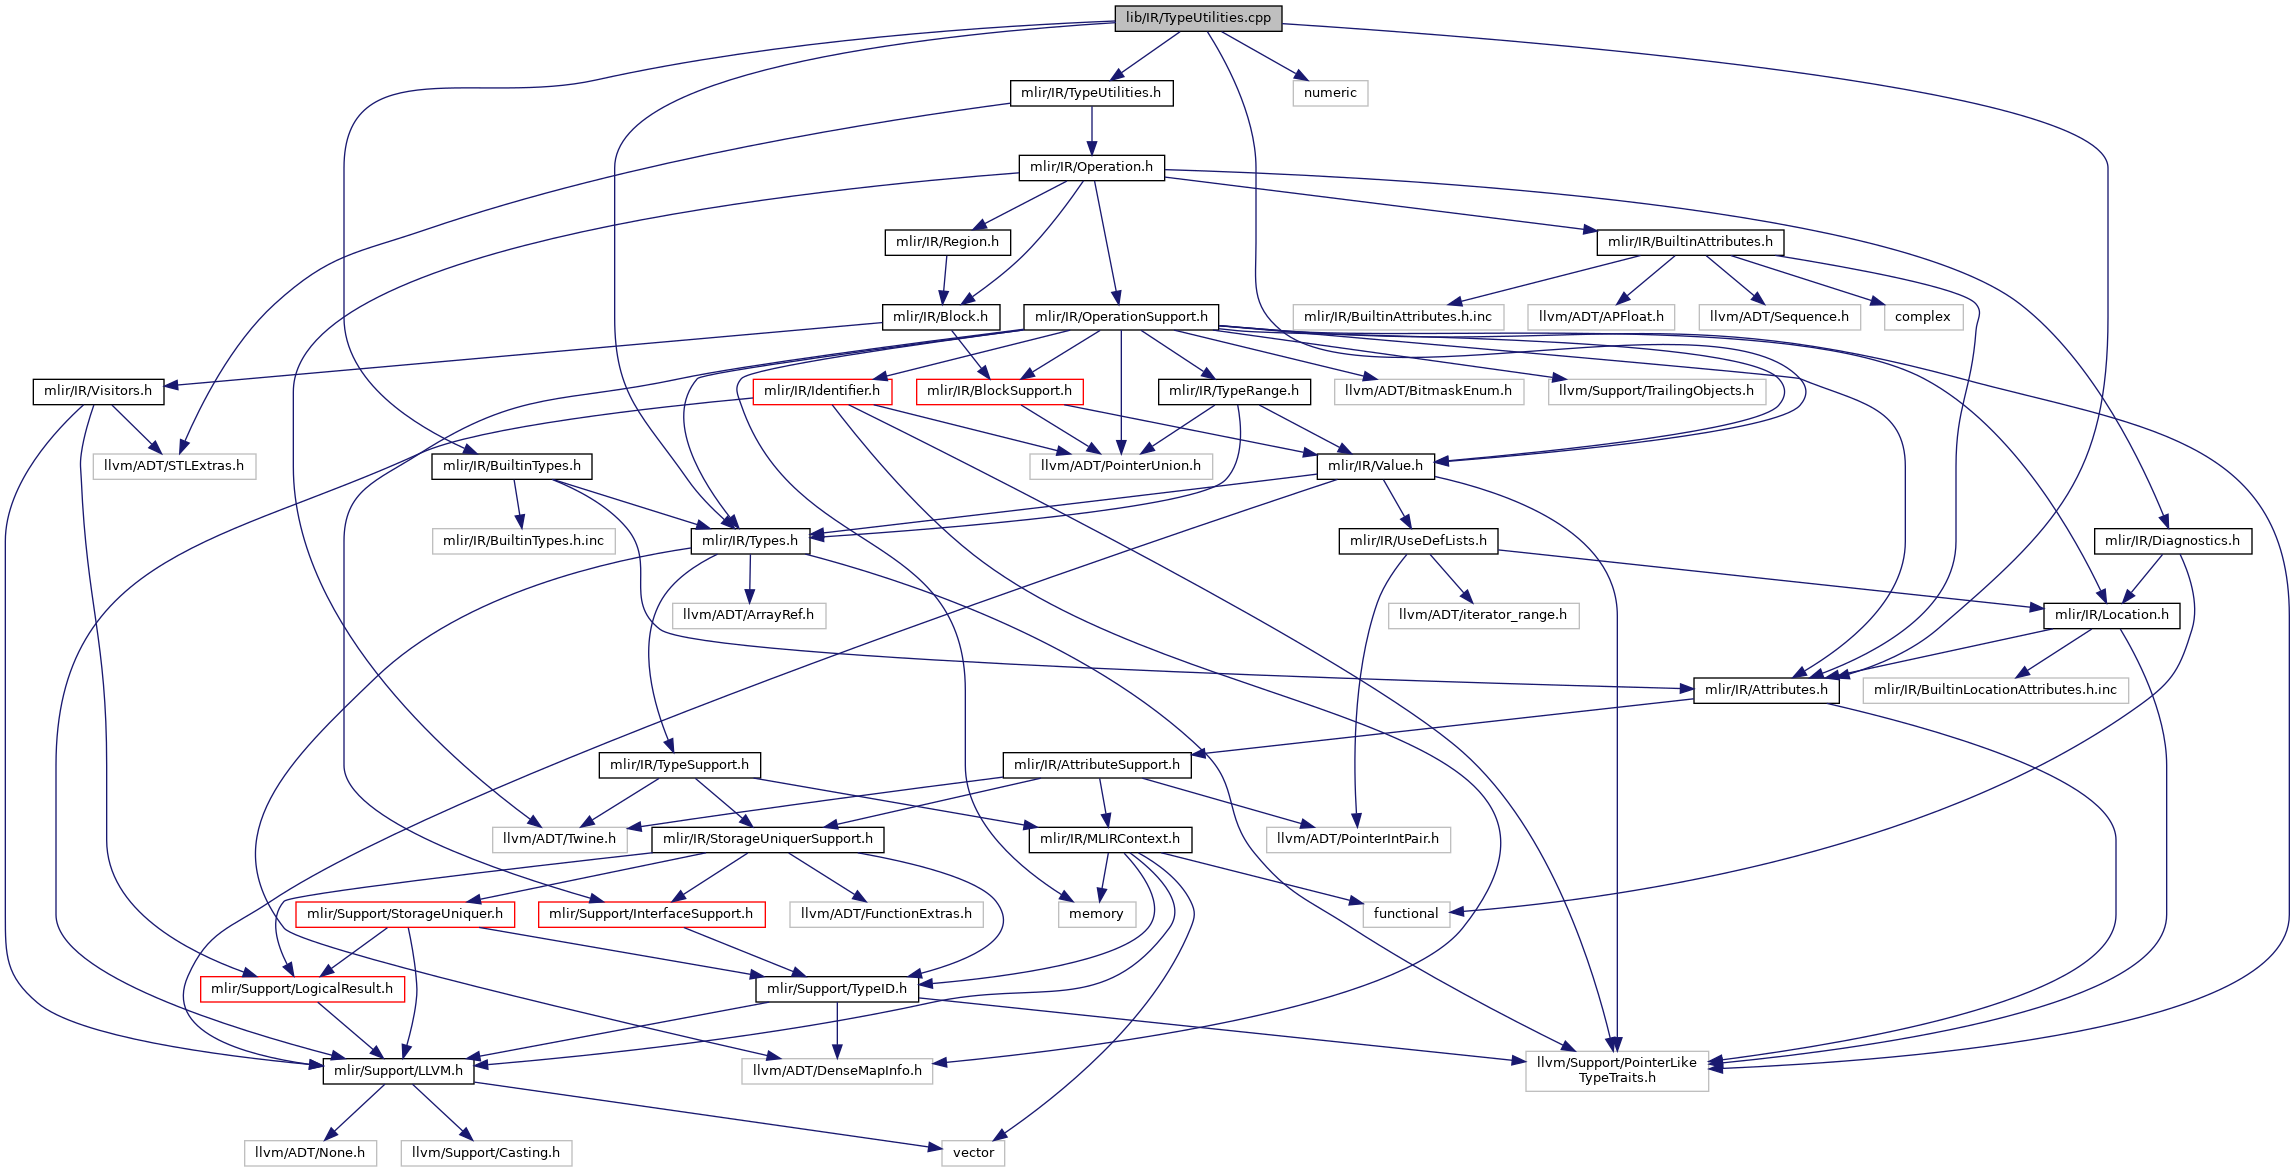 lib/IR/TypeUtilities.cpp
mlir/IR/TypeUtilities.h
numeric
mlir/IR/Operation.h
mlir/IR/Region.h
mlir/IR/BuiltinAttributes.h
mlir/IR/Block.h
mlir/IR/OperationSupport.h
mlir/IR/BuiltinAttributes.h.inc
llvm/ADT/APFloat.h
llvm/ADT/Sequence.h
complex
mlir/IR/Visitors.h
mlir/IR/Identifier.h
mlir/IR/BlockSupport.h
mlir/IR/TypeRange.h
llvm/ADT/BitmaskEnum.h
llvm/Support/TrailingObjects.h
llvm/ADT/STLExtras.h
mlir/IR/BuiltinTypes.h
llvm/ADT/PointerUnion.h
mlir/IR/Value.h
mlir/IR/BuiltinTypes.h.inc
mlir/IR/Types.h
mlir/IR/UseDefLists.h
mlir/IR/Diagnostics.h
llvm/ADT/ArrayRef.h
llvm/ADT/iterator_range.h
mlir/IR/Location.h
mlir/IR/Attributes.h
mlir/IR/BuiltinLocationAttributes.h.inc
mlir/IR/TypeSupport.h
mlir/IR/AttributeSupport.h
llvm/ADT/Twine.h
mlir/IR/StorageUniquerSupport.h
mlir/IR/MLIRContext.h
llvm/ADT/PointerIntPair.h
mlir/Support/StorageUniquer.h
mlir/Support/InterfaceSupport.h
llvm/ADT/FunctionExtras.h
memory
functional
mlir/Support/LogicalResult.h
mlir/Support/TypeID.h
mlir/Support/LLVM.h
llvm/ADT/DenseMapInfo.h
llvm/Support/PointerLike
TypeTraits.h
llvm/ADT/None.h
llvm/Support/Casting.h
vector